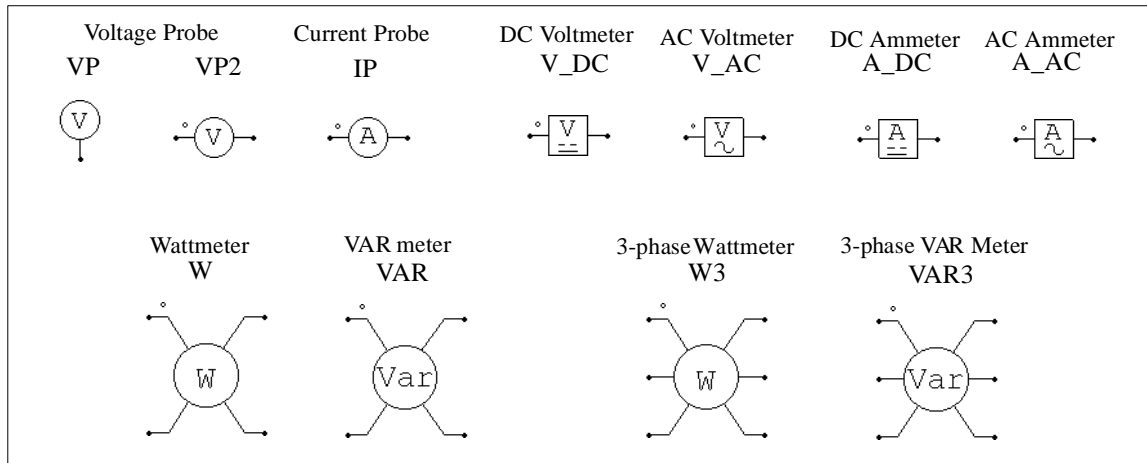 Voltage Probe Current Probe DC Voltmeter AC Voltmeter DC Ammeter AC Ammeter
VP VP2 IP V_DC V_AC A_DC A_AC
V V A V V A A
Wattmeter VAR meter 3-phase Wattmeter 3-phase VAR Meter
W VAR W3 VAR3
W Var W Var